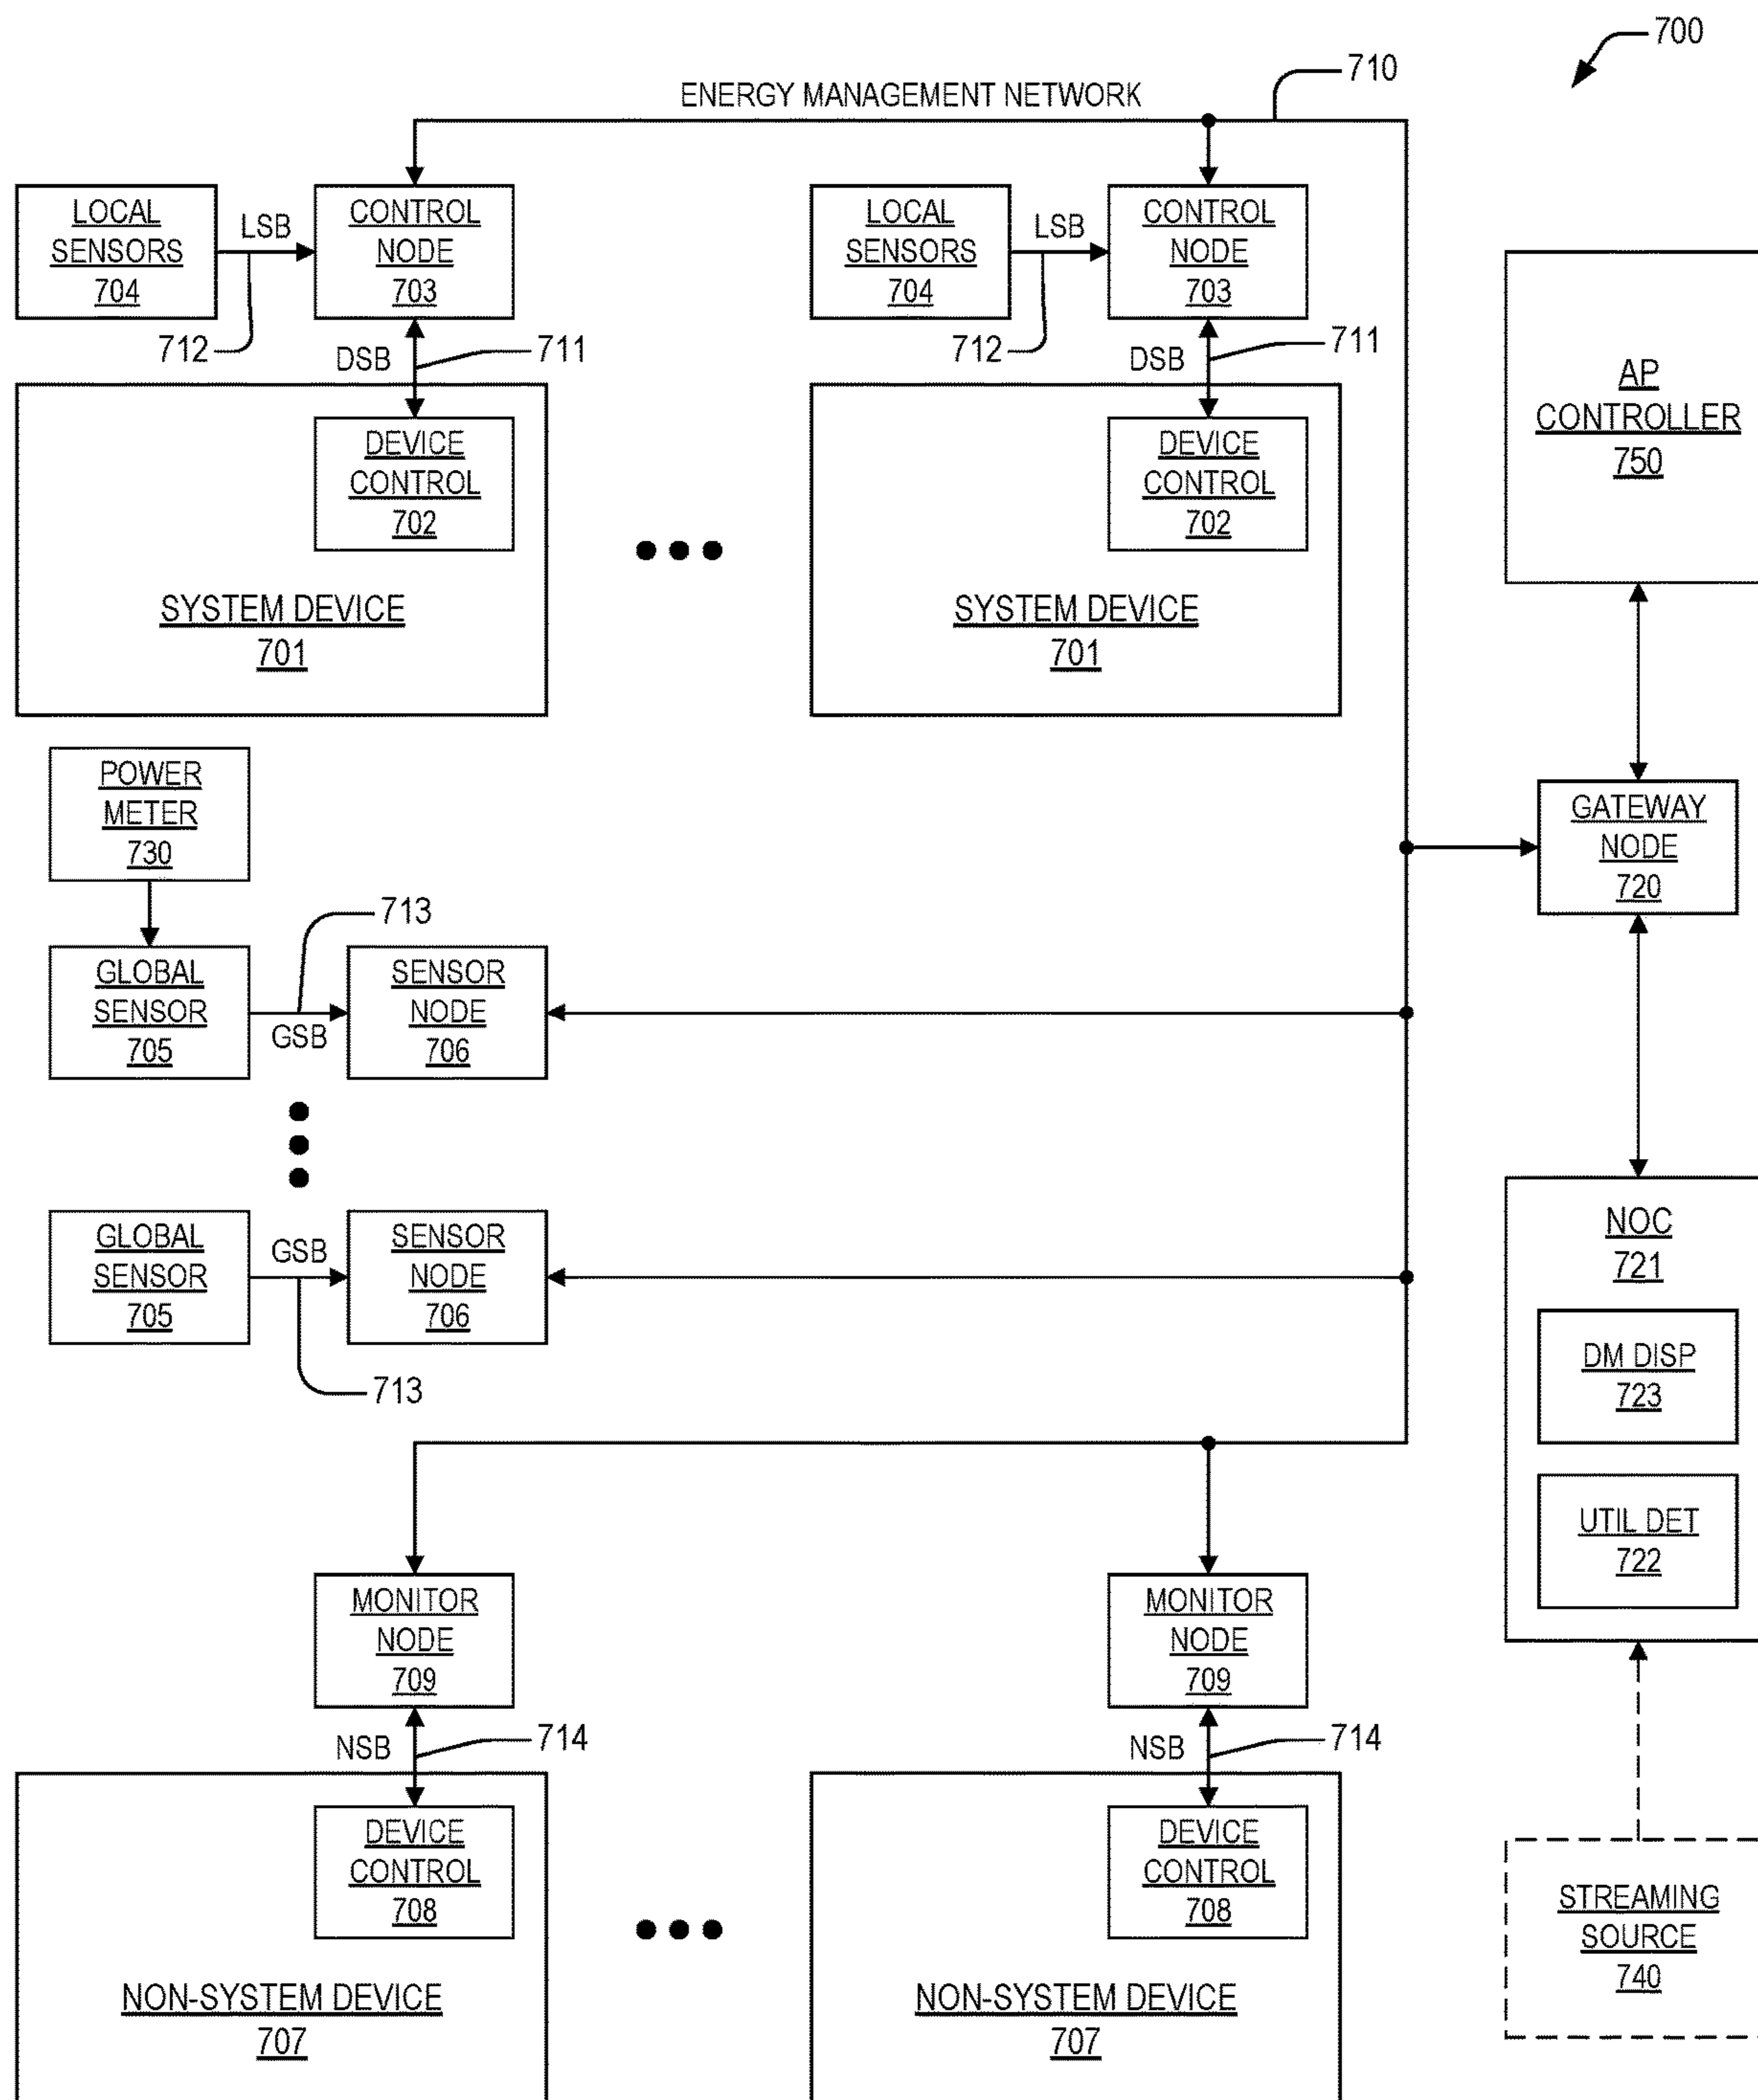 700
710
ENERGY MANAGEMENT NETWORK
LOCAL
SENSORS
704
LSB
712
CONTROL
NODE
703
DSB
711
DEVICE
CONTROL
702
SYSTEM DEVICE
701
LOCAL
SENSORS
704
LSB
712
CONTROL
NODE
703
DSB
711
DEVICE
CONTROL
702
SYSTEM DEVICE
701
AP
CONTROLLER
750
POWER
METER
730
GATEWAY
NODE
720
713
GLOBAL
SENSOR
705
GSB
SENSOR
NODE
706
GLOBAL
SENSOR
705
GSB
SENSOR
NODE
706
713
NOC
721
DM DISP
723
UTIL DET
722
MONITOR
NODE
709
NSB
714
DEVICE
CONTROL
708
NON-SYSTEM DEVICE
707
MONITOR
NODE
709
NSB
714
DEVICE
CONTROL
708
NON-SYSTEM DEVICE
707
STREAMING
SOURCE
740